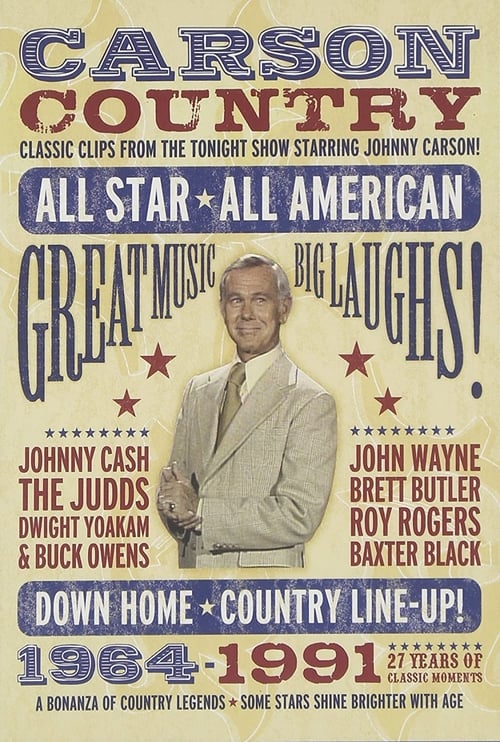 CARSON
COUNTRY
CLASSIC CLIPS FROM THE TONIGHT SHOW STARRING JOHNNY CARSON!
ALL STAR ★ ALL AMERICAN
GREAT MUSIC BIG LAUGHS!
JOHNNY CASH
THE JUDDS
DWIGHT YOAKAM
& BUCK OWENS
JOHN WAYNE
BRETT BUTLER
ROY ROGERS
BAXTER BLACK
DOWN HOME ★ COUNTRY LINE-UP!
1964-1991
27 YEARS OF
CLASSIC MOMENTS
A BONANZA OF COUNTRY LEGENDS ★ SOME STARS SHINE BRIGHTER WITH AGE